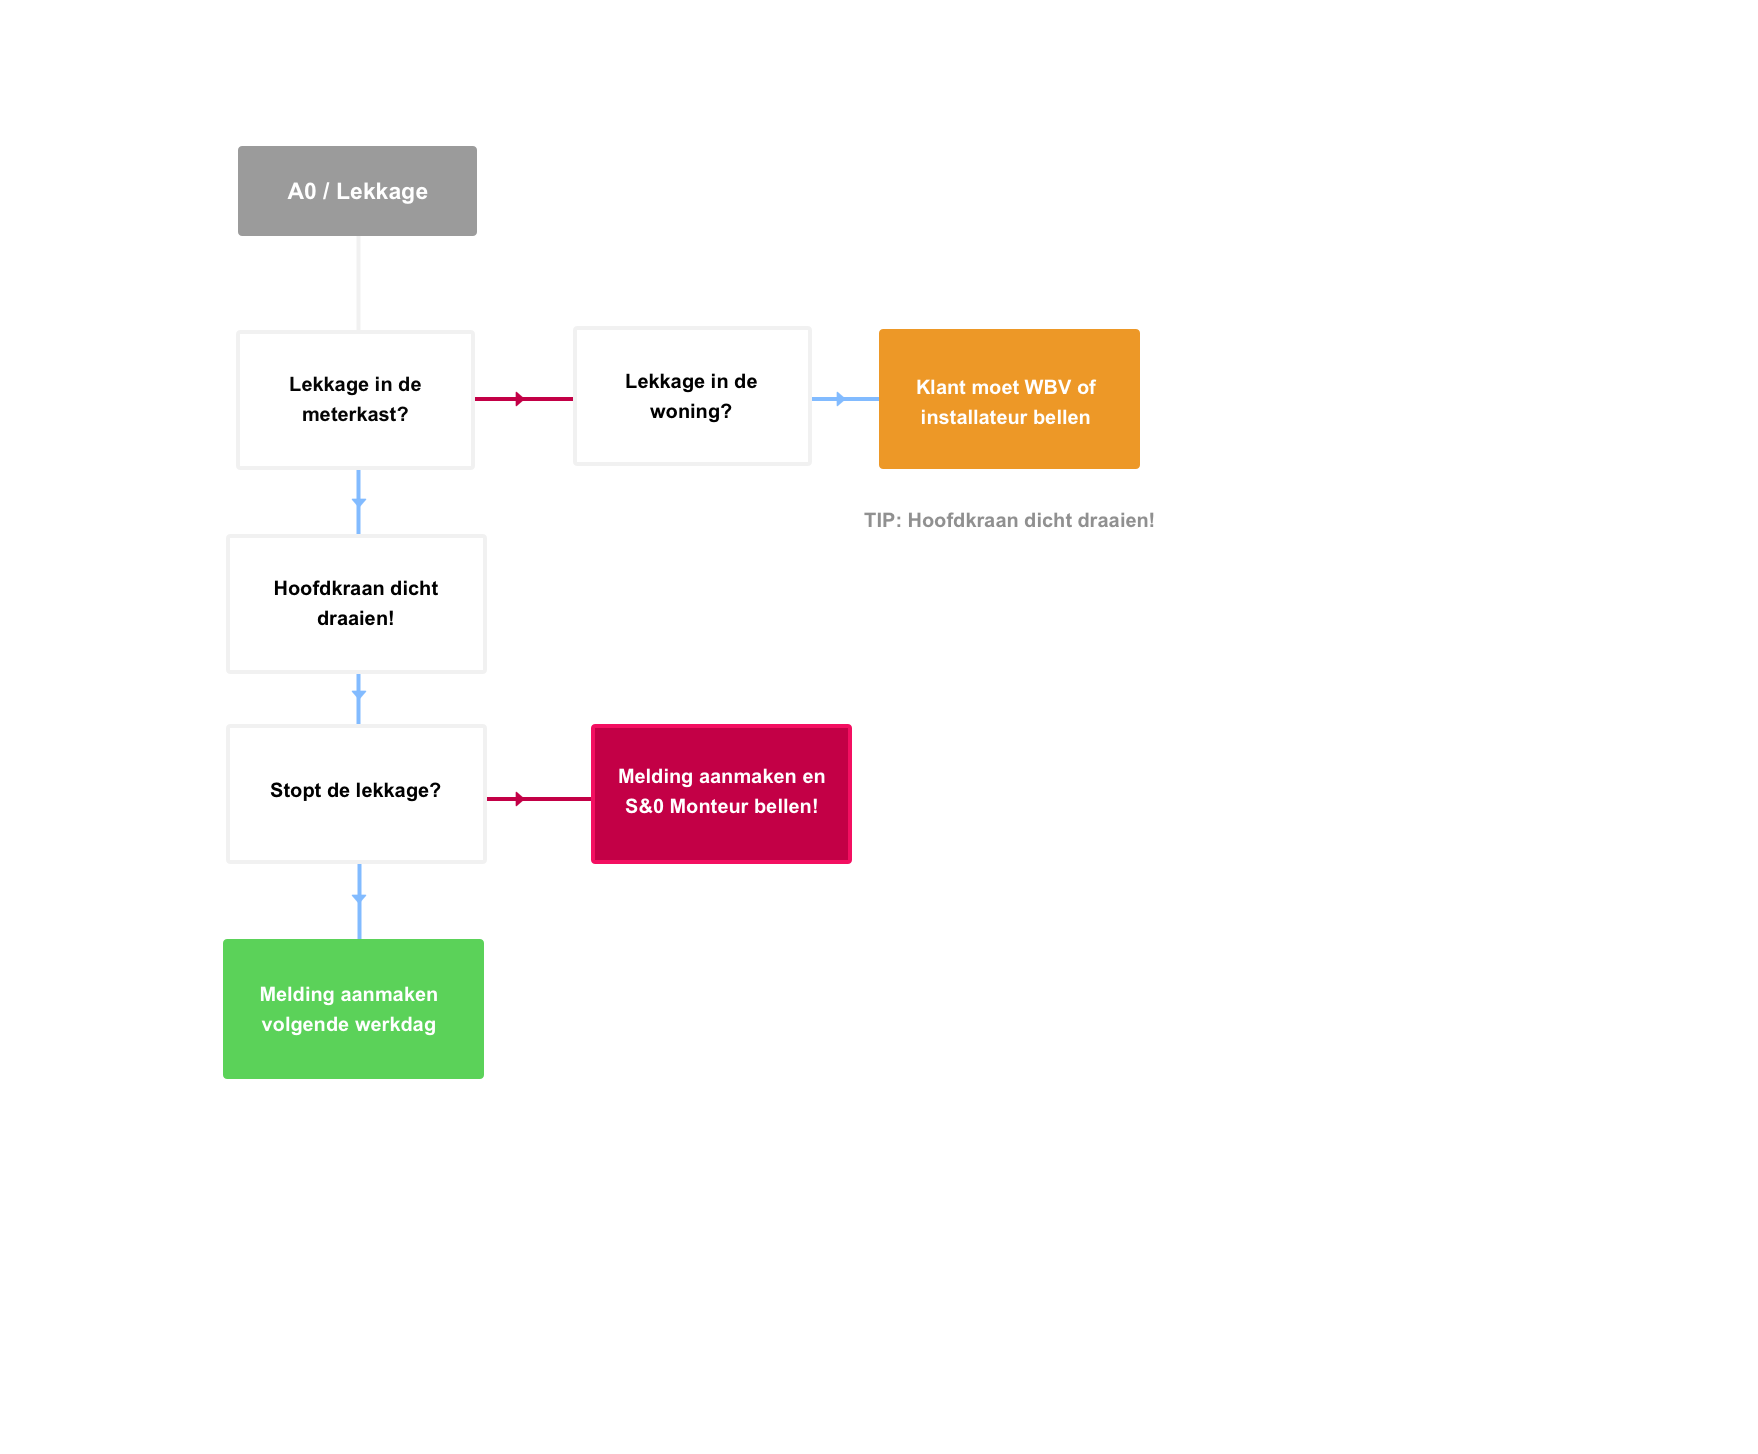 A0 / Lekkage
Lekkage in de
meterkast?
Lekkage in de
woning?
Klant moet WBV of
installateur bellen
TIP: Hoofdkraan dicht draaien!
Hoofdkraan dicht
draaien!
Stopt de lekkage?
Melding aanmaken en
S&0 Monteur bellen!
Melding aanmaken
volgende werkdag